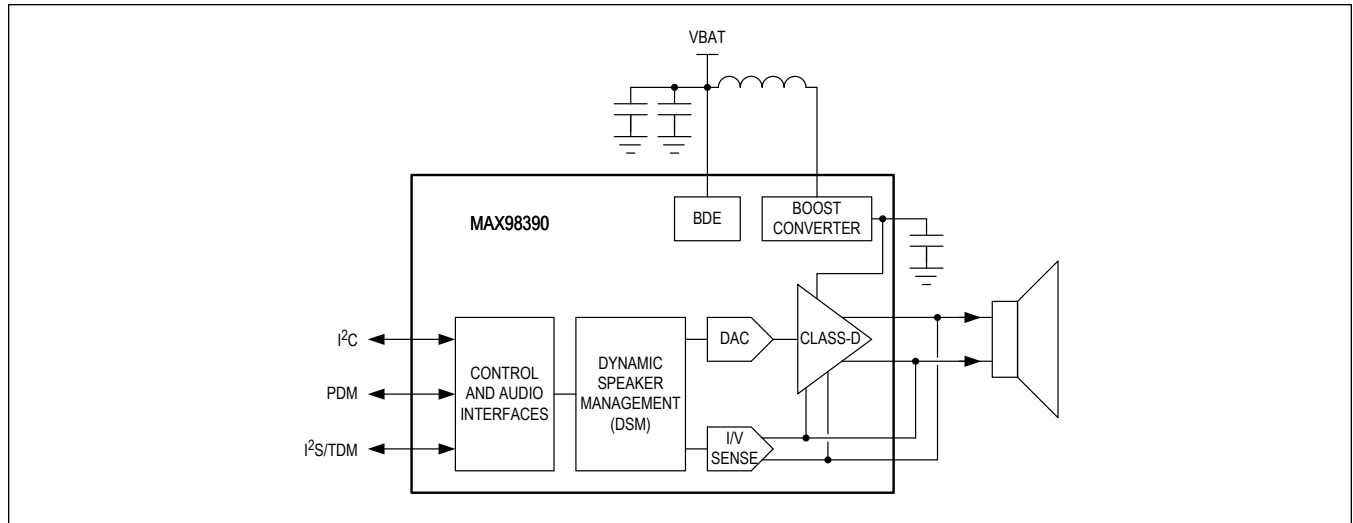 VBAT
MAX98390
BDE
BOOST
CONVERTER
I²C
PDM
I²S/TDM
CONTROL
AND AUDIO
INTERFACES
DYNAMIC
SPEAKER
MANAGEMENT
(DSM)
DAC
CLASS-D
I/V
SENSE